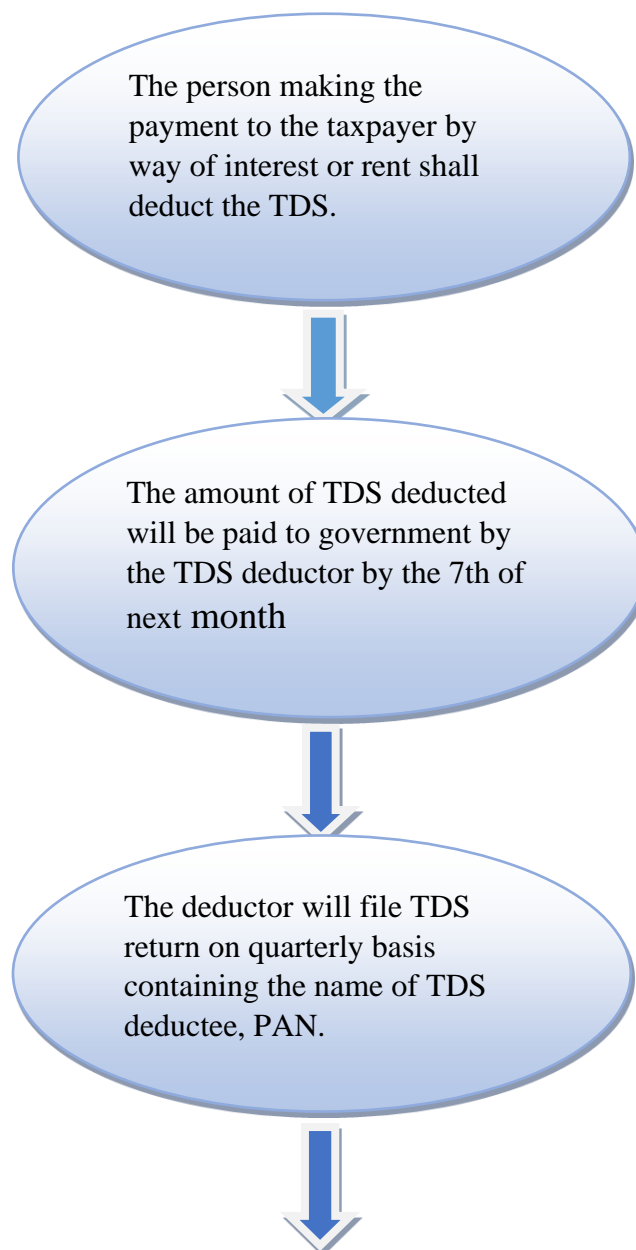 The person making the
payment to the taxpayer by
way of interest or rent shall
deduct the TDS.
The amount of TDS deducted
will be paid to government by
the TDS deductor by the 7th of
next month
The deductor will file TDS
return on quarterly basis
containing the name of TDS
deductee, PAN.